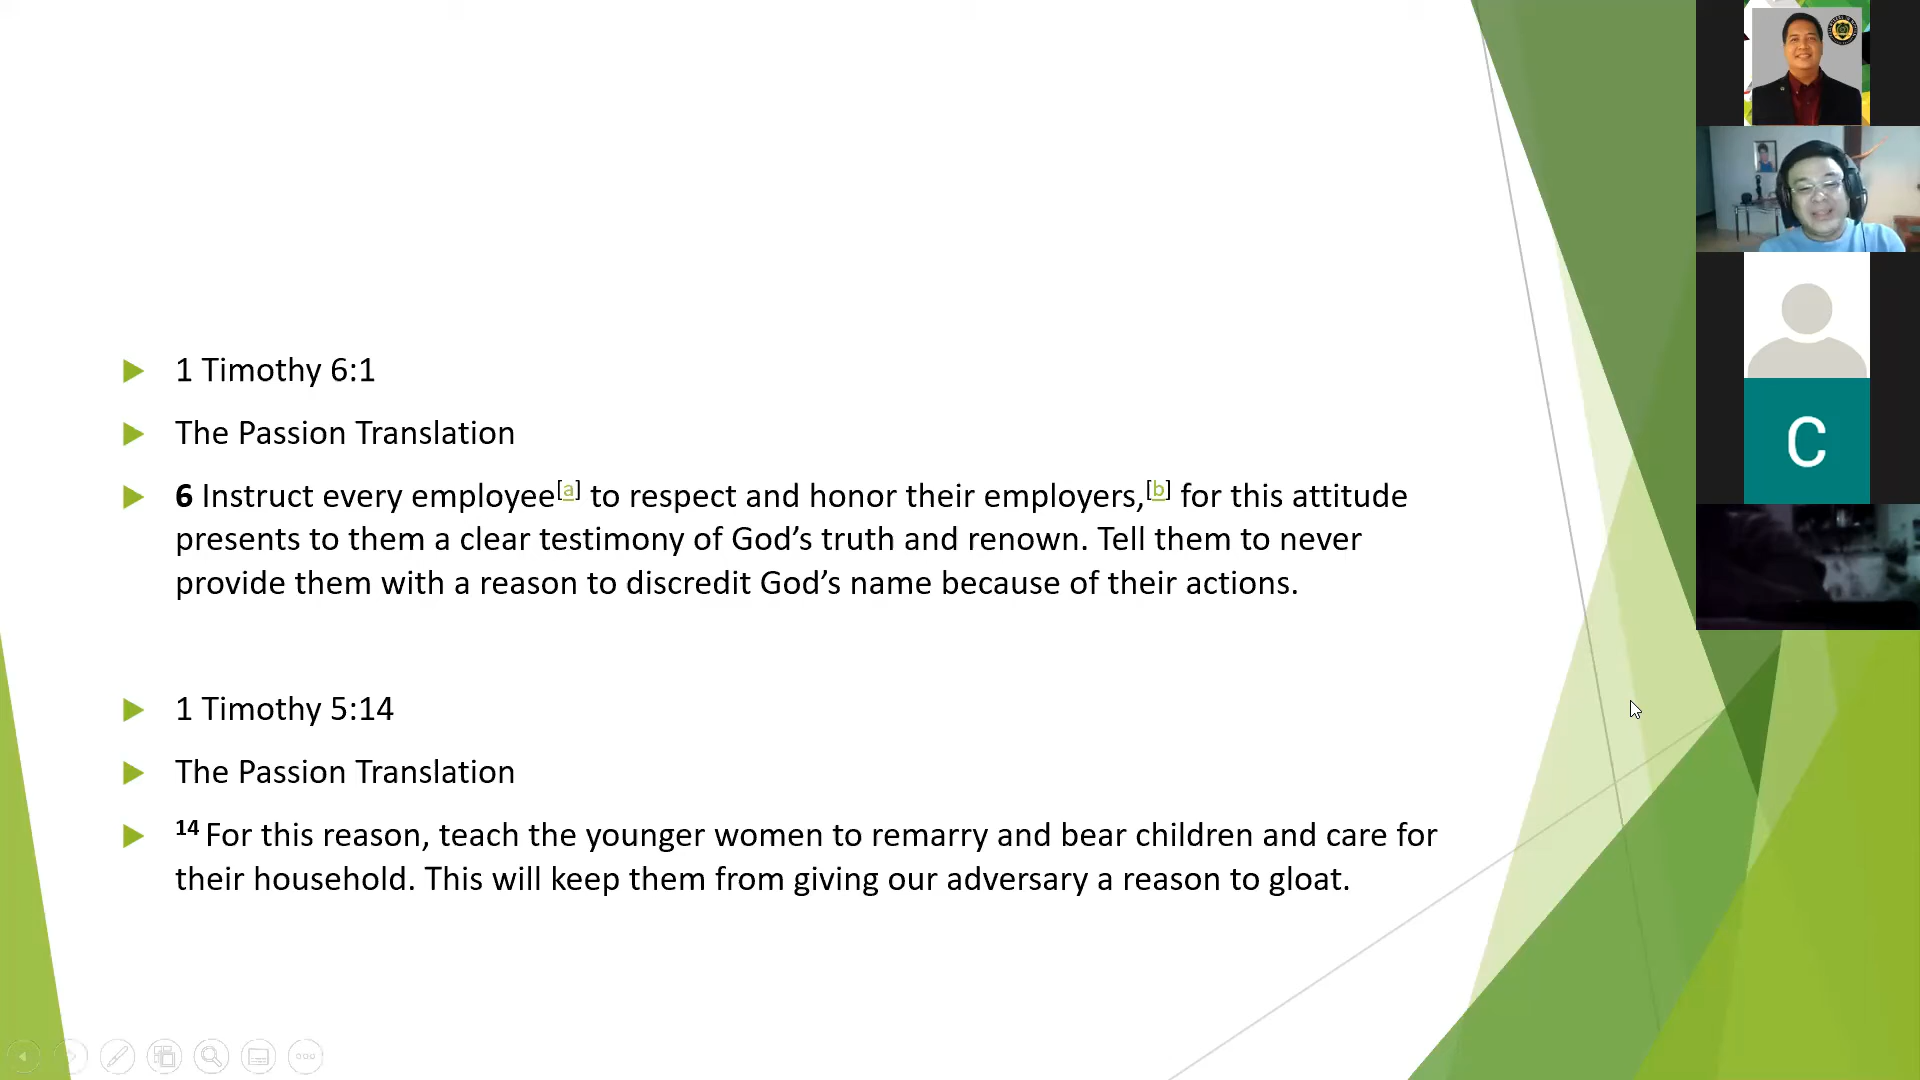 1 Timothy 6:1
The Passion Translation
6 Instruct every employee[a] to respect and honor their employers,[b] for this attitude
presents to them a clear testimony of God’s truth and renown. Tell them to never
provide them with a reason to discredit God’s name because of their actions.
1 Timothy 5:14
The Passion Translation
14 For this reason, teach the younger women to remarry and bear children and care for
their household. This will keep them from giving our adversary a reason to gloat.
C